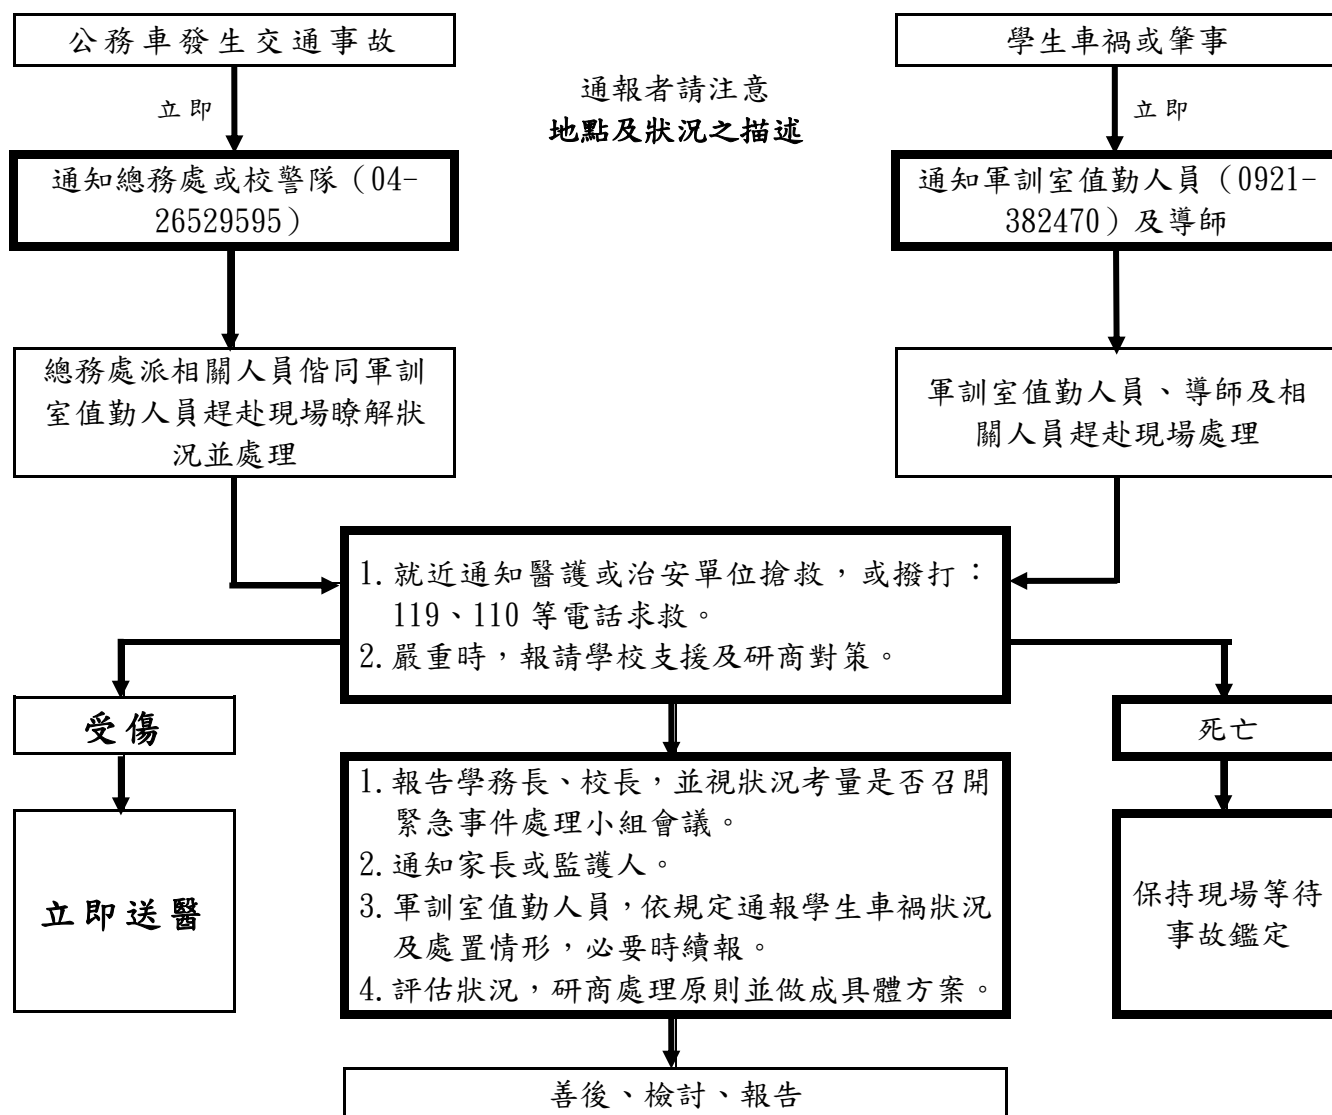 公務車發生交通事故
學生車禍或肇事
立即
通報者請注意
地點及狀況之描述
立即
通知總務處或校警隊（04-
26529595）
通知軍訓室值勤人員（0921-
382470）及導師
總務處派相關人員偕同軍訓
室值勤人員趕赴現場瞭解狀
況並處理
軍訓室值勤人員、導師及相
關人員趕赴現場處理
1. 就近通知醫護或治安單位搶救，或撥打：
119、110 等電話求救。
2. 嚴重時，報請學校支援及研商對策。
受傷
死亡
立即送醫
1. 報告學務長、校長，並視狀況考量是否召開
緊急事件處理小組會議。
2. 通知家長或監護人。
3. 軍訓室值勤人員，依規定通報學生車禍狀況
及處置情形，必要時續報。
4. 評估狀況，研商處理原則並做成具體方案。
保持現場等待
事故鑑定
善後、檢討、報告